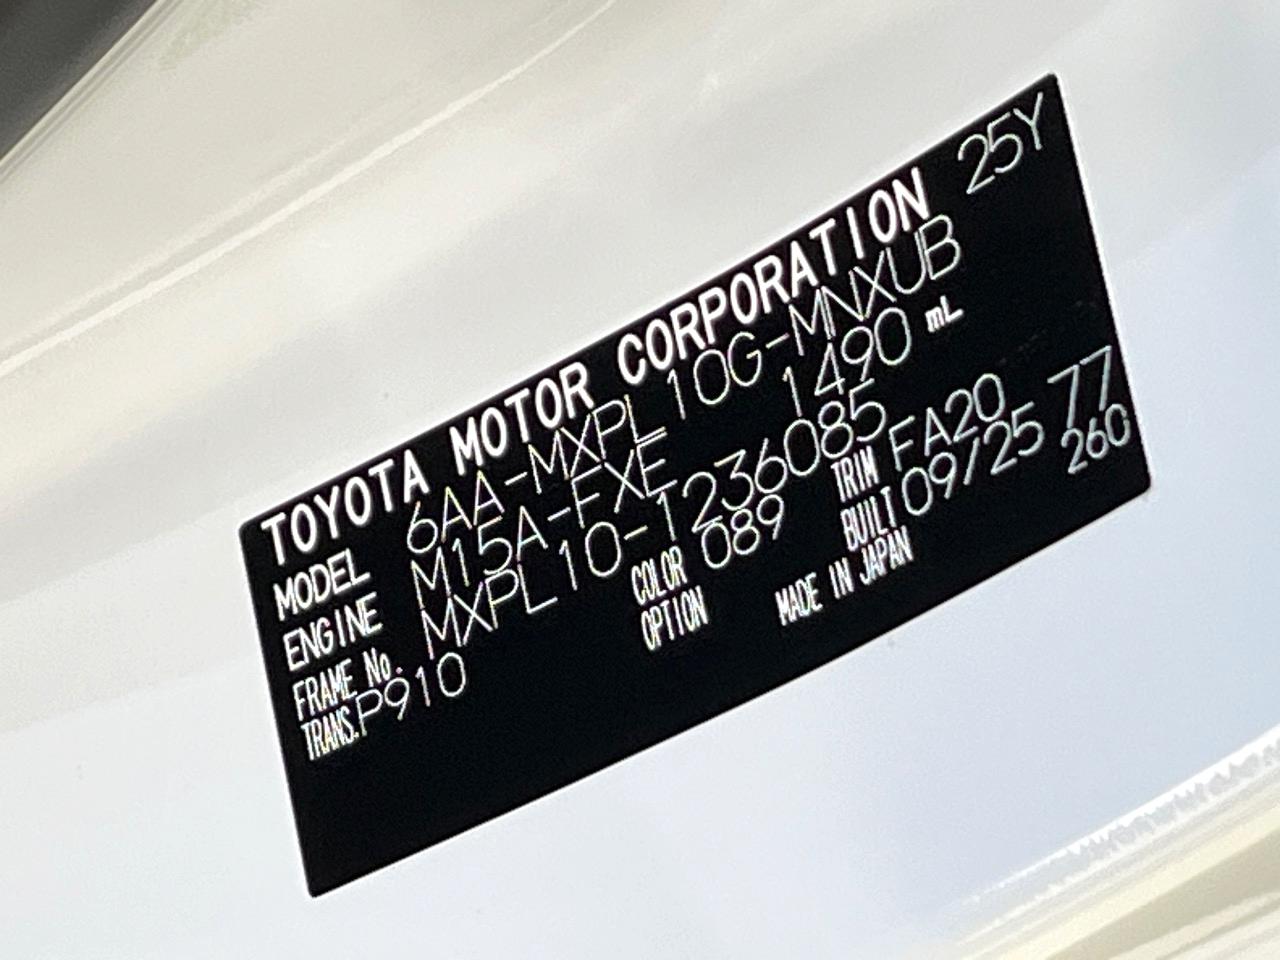 TOYOTA MOTOR CORPORATION 25Y
MODEL 6AA-MXPL10G-MNXUB
ENGINE M15A-FXE 1490 mL
FRAME No. MXPL10-1236085
TRANS. P910 COLOR 089 TRIM FA20 77
OPTION BUILT 09/25 260
MADE IN JAPAN